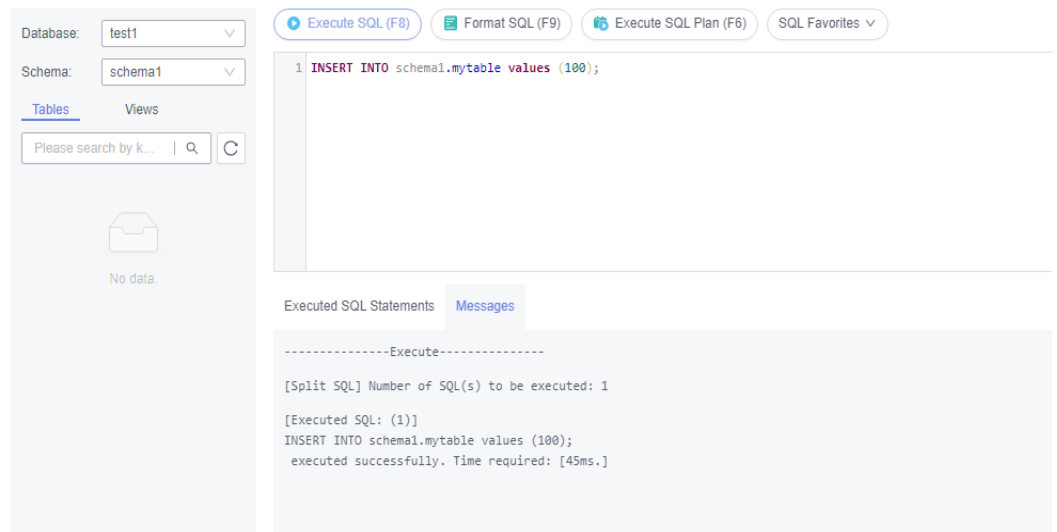 Database: test1
Schema: schema1
Tables Views
Please search by k...
No data.
Execute SQL (F8) Format SQL (F9) Execute SQL Plan (F6) SQL Favorites
1 INSERT INTO schema1.mytable values (100);
Executed SQL Statements Messages
---------------Execute---------------
[Split SQL] Number of SQL(s) to be executed: 1
[Executed SQL: (1)]
INSERT INTO schema1.mytable values (100);
executed successfully. Time required: [45ms.]